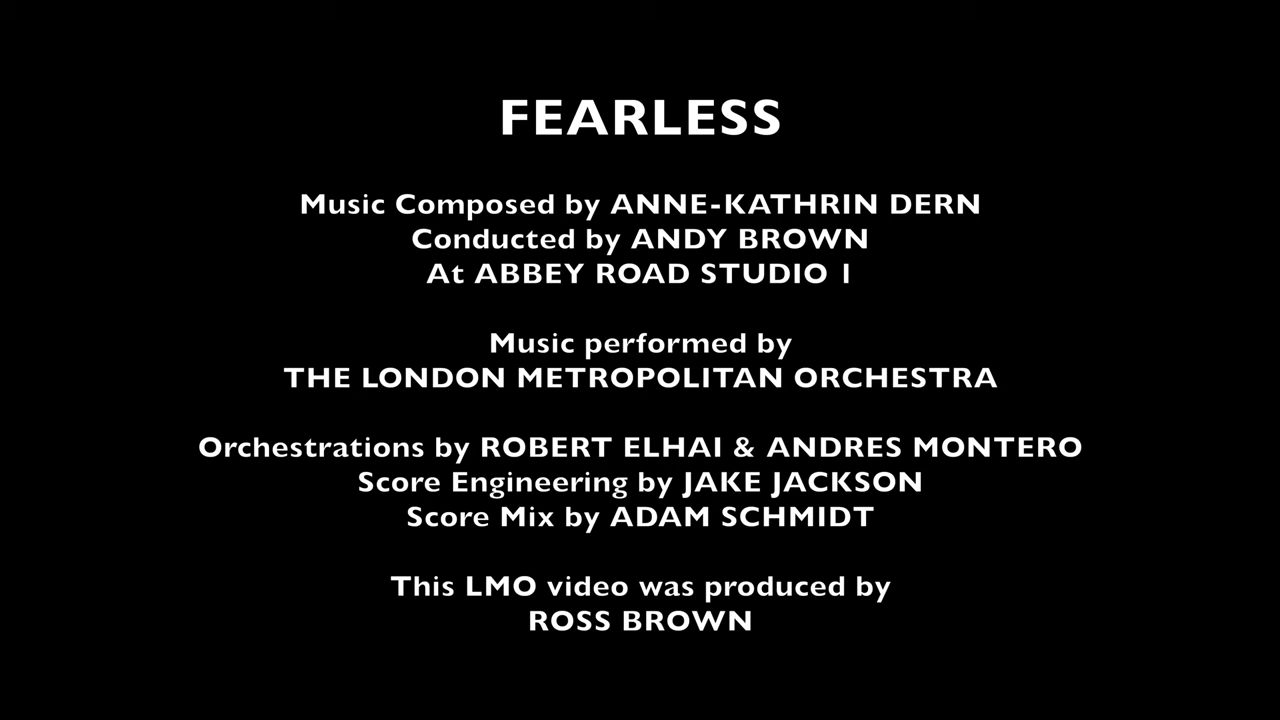 FEARLESS
Music Composed by ANNE-KATHRIN DERN
Conducted by ANDY BROWN
At ABBEY ROAD STUDIO 1
Music performed by
THE LONDON METROPOLITAN ORCHESTRA
Orchestrations by ROBERT ELHAI & ANDRES MONTERO
Score Engineering by JAKE JACKSON
Score Mix by ADAM SCHMIDT
This LMO video was produced by
ROSS BROWN